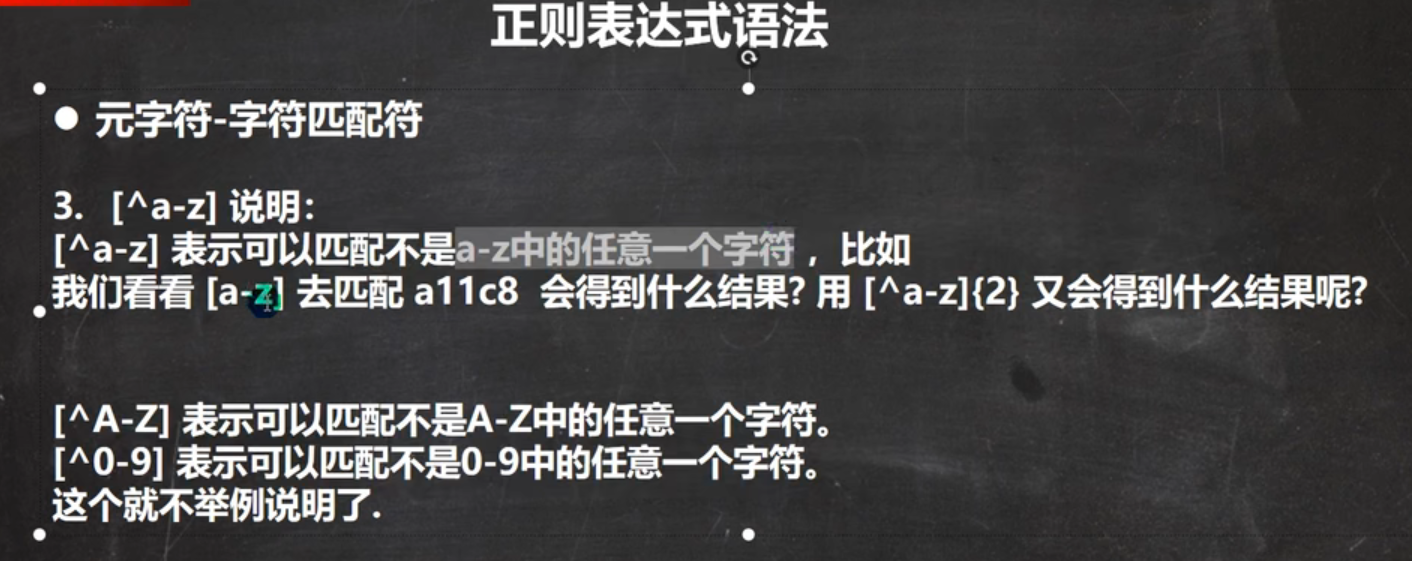 正则表达式语法
● 元字符-字符匹配符
3. [^a-z] 说明：
[^a-z] 表示可以匹配不是a-z中的任意一个字符 ，比如
我们看看 [a-z] 去匹配 a11c8 会得到什么结果? 用 [^a-z]{2} 又会得到什么结果呢?
[^A-Z] 表示可以匹配不是A-Z中的任意一个字符。
[^0-9] 表示可以匹配不是0-9中的任意一个字符。
这个就不举例说明了.